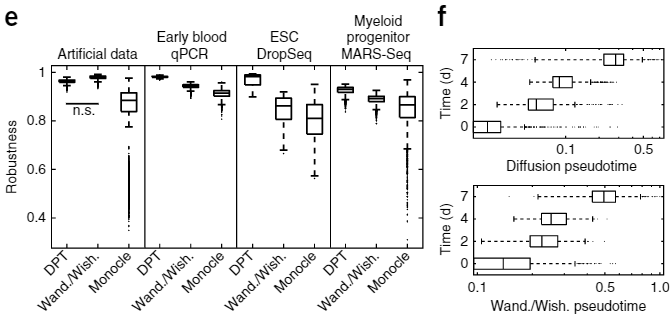 e
Artificial data
Early blood
qPCR
ESC
DropSeq
Myeloid
progenitor
MARS-Seq
Robustness
1
0.8
0.6
0.4
n.s.
DPT
Wand./Wish.
Monocle
DPT
Wand./Wish.
Monocle
DPT
Wand./Wish.
Monocle
DPT
Wand./Wish.
Monocle
f
Time (d)
7
4
2
0
0.1
0.5
Diffusion pseudotime
Time (d)
7
4
2
0
0.1
0.5
1.0
Wand./Wish. pseudotime